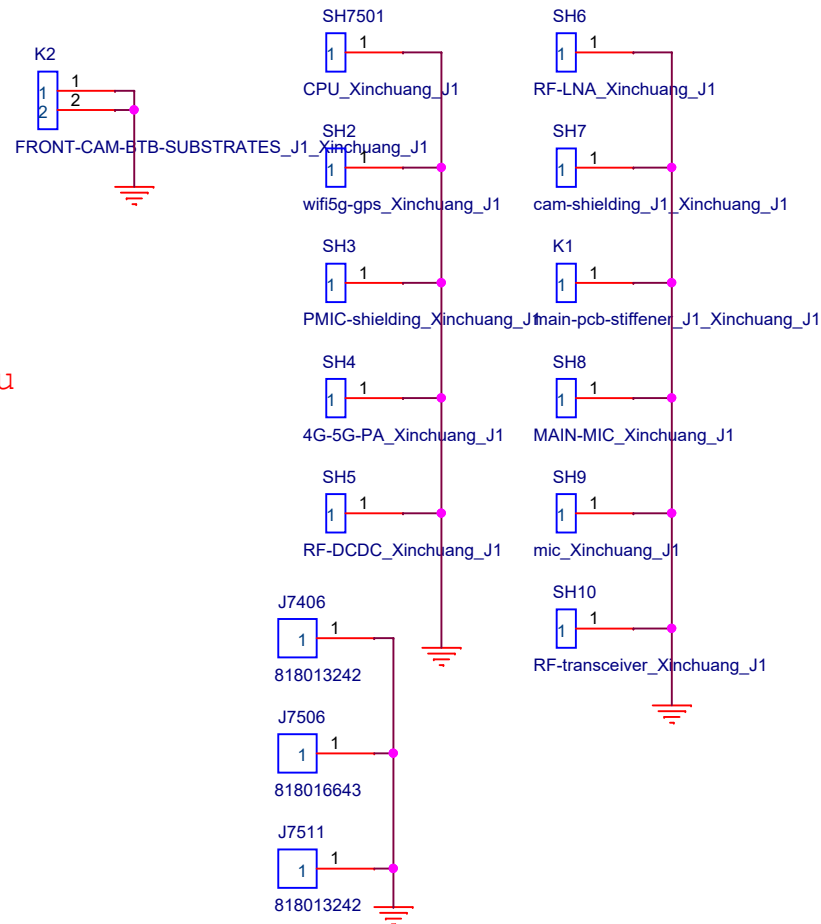 K2
1
1
2
2
FRONT-CAM-BTB-SUBSTRATES_J1_Xinchuang_J1
u
SH7501
1
1
CPU_Xinchuang_J1
SH2
1
1
wifi5g-gps_Xinchuang_J1
SH3
1
1
PMIC-shielding_Xinchuang_J1
SH4
1
1
4G-5G-PA_Xinchuang_J1
SH5
1
1
RF-DCDC_Xinchuang_J1
SH6
1
1
RF-LNA_Xinchuang_J1
SH7
1
1
cam-shielding_J1_Xinchuang_J1
K1
1
1
main-pcb-stiffener_J1_Xinchuang_J1
SH8
1
1
MAIN-MIC_Xinchuang_J1
SH9
1
1
mic_Xinchuang_J1
SH10
1
1
RF-transceiver_Xinchuang_J1
J7406
1
1
818013242
J7506
1
1
818016643
J7511
1
1
818013242